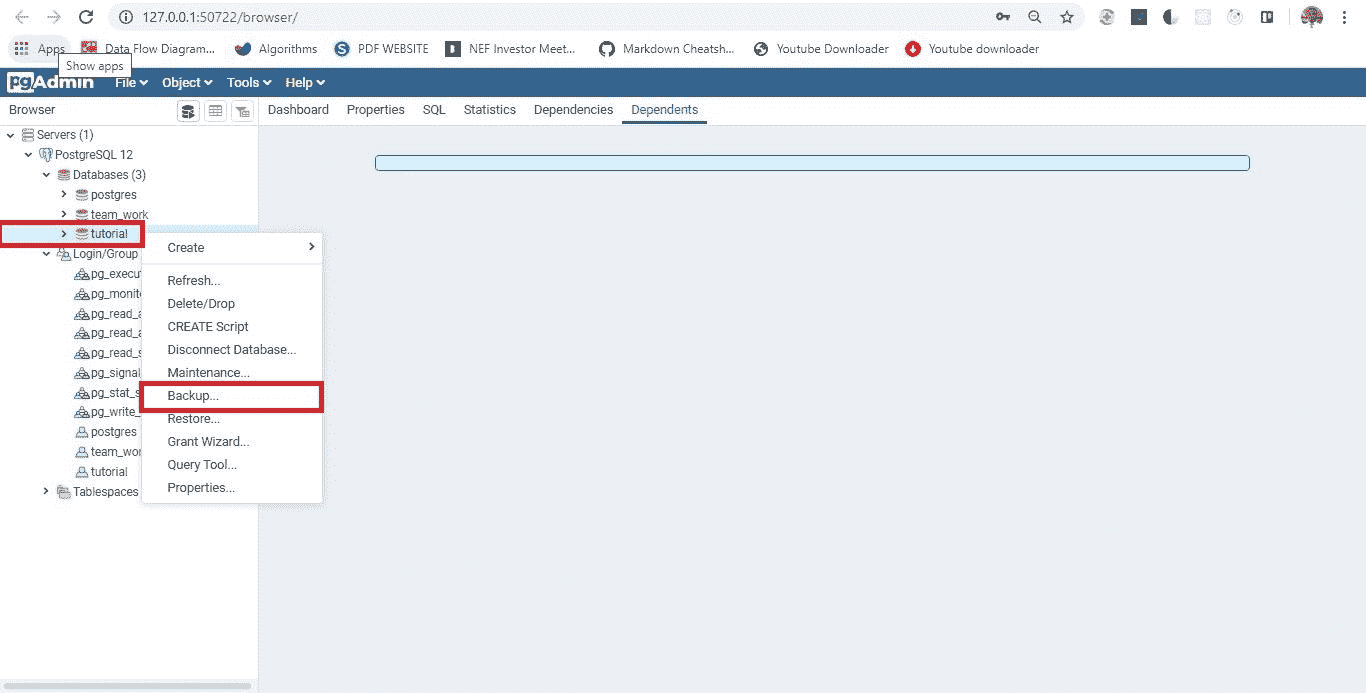 127.0.0.1:50722/browser/
Apps Data Flow Diagram... Algorithms PDF WEBSITE NEF Investor Meet... Markdown Cheatsh... Youtube Downloader Youtube downloader
Show apps
pgAdmin File Object Tools Help
Browser Dashboard Properties SQL Statistics Dependencies Dependents
Servers (1)
PostgreSQL 12
Databases (3)
postgres
team_work
tutorial
Login/Group
pg_execu
pg_monit
pg_read_a
pg_read_a
pg_read_s
pg_signal
pg_stat_s
pg_write_
postgres
team_wor
tutorial
Tablespaces
Create
Refresh...
Delete/Drop
CREATE Script
Disconnect Database...
Maintenance...
Backup...
Restore...
Grant Wizard...
Query Tool...
Properties...